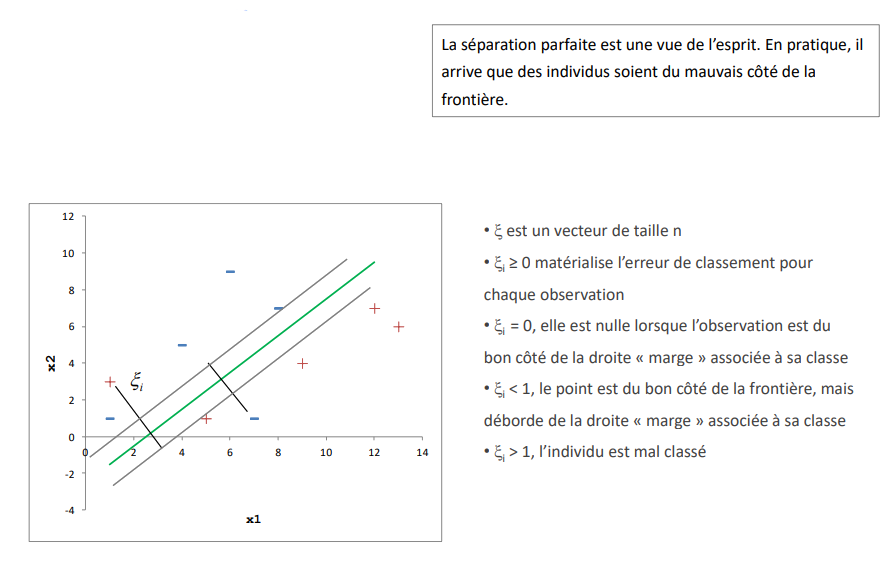 La séparation parfaite est une vue de l’esprit. En pratique, il
arrive que des individus soient du mauvais côté de la
frontière.
12
10
8
6
4
2
0
-2
-4
x2
ξi
0 2 4 6 8 10 12 14
x1
• ξ est un vecteur de taille n
• ξi ≥ 0 matérialise l’erreur de classement pour
chaque observation
• ξi = 0, elle est nulle lorsque l’observation est du
bon côté de la droite « marge » associée à sa classe
• ξi < 1, le point est du bon côté de la frontière, mais
déborde de la droite « marge » associée à sa classe
• ξi > 1, l’individu est mal classé